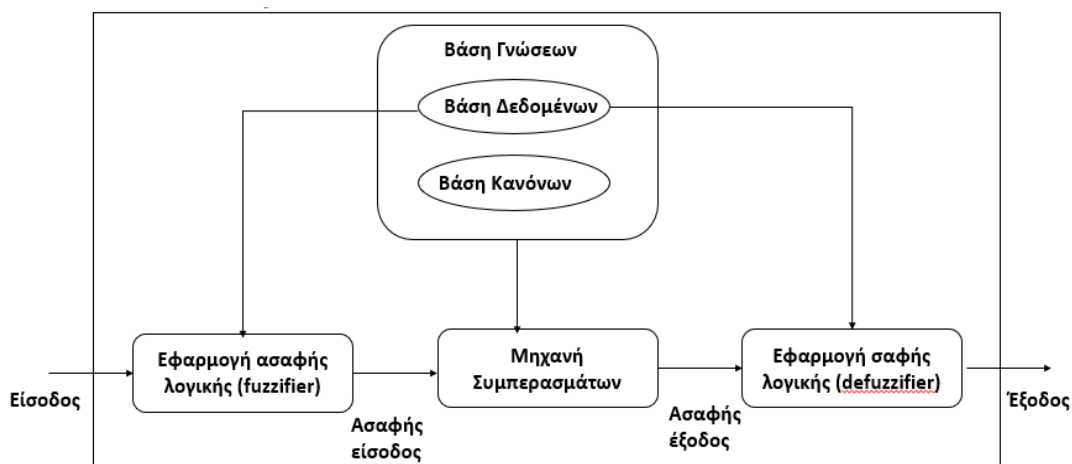 Βάση Γνώσεων
Βάση Δεδομένων
Βάση Κανόνων
Εφαρμογή ασαφής
λογικής (fuzzifier)
Μηχανή
Συμπερασμάτων
Εφαρμογή σαφής
λογικής (defuzzifier)
Είσοδος
Ασαφής
είσοδος
Ασαφής
έξοδος
Έξοδος